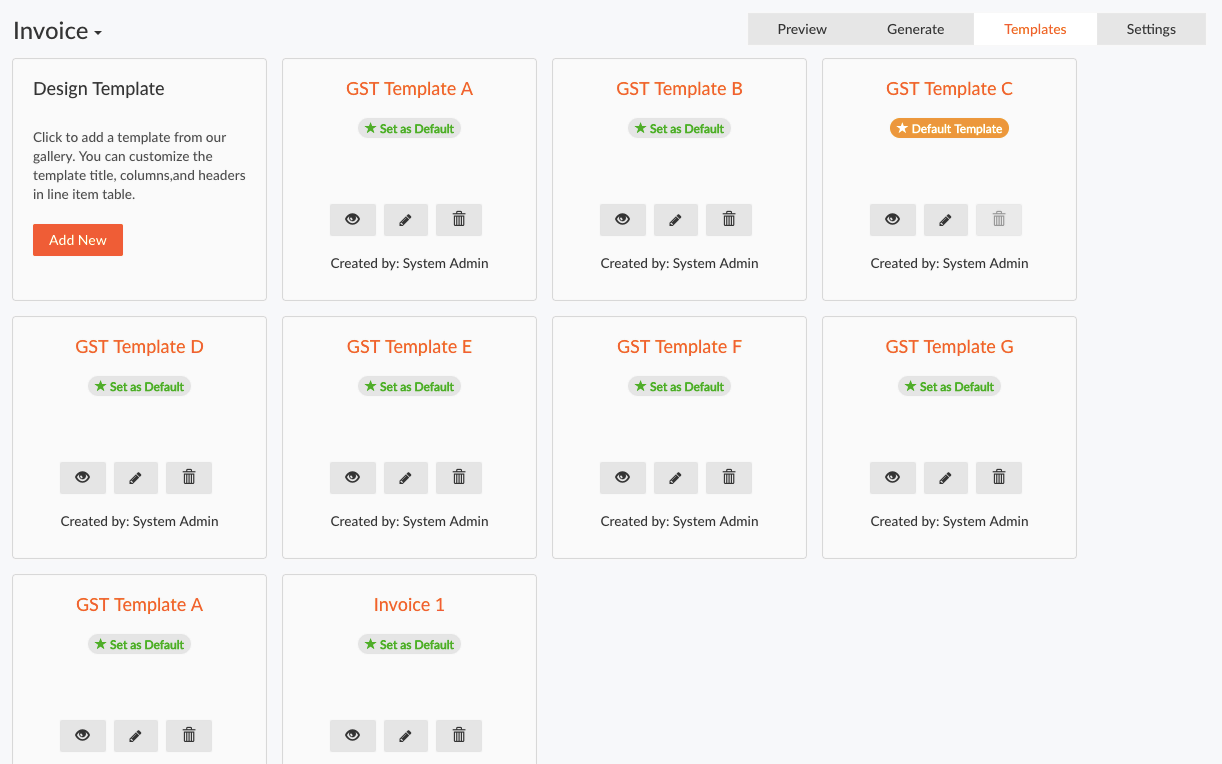 Invoice
Preview Generate Templates Settings
Design Template
Click to add a template from our
gallery. You can customize the
template title, columns,and headers
in line item table.
Add New
GST Template A
Set as Default
Created by: System Admin
GST Template B
Set as Default
Created by: System Admin
GST Template C
Default Template
Created by: System Admin
GST Template D
Set as Default
Created by: System Admin
GST Template E
Set as Default
Created by: System Admin
GST Template F
Set as Default
Created by: System Admin
GST Template G
Set as Default
Created by: System Admin
GST Template A
Set as Default
Invoice 1
Set as Default